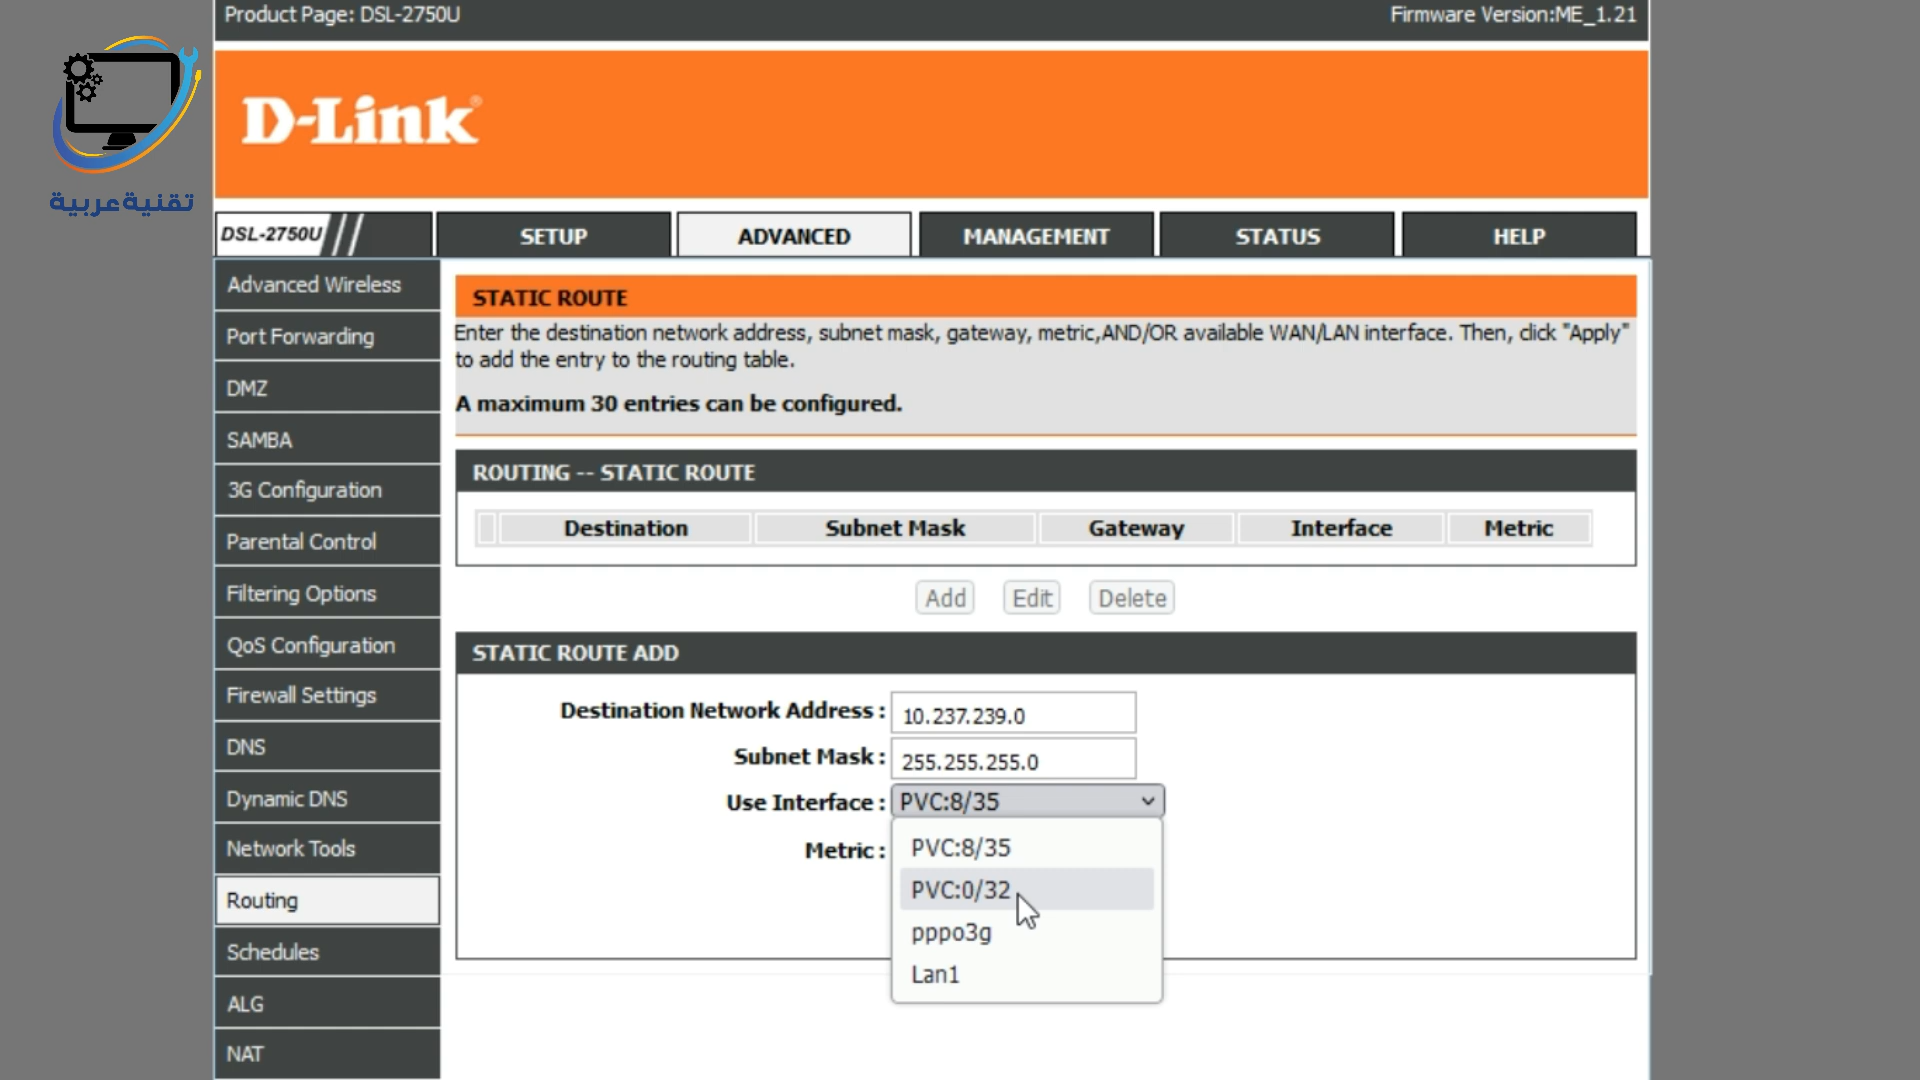 Product Page: DSL-2750U
Firmware Version:ME_1.21
تقنية عربية
D-Link®
DSL-2750U
SETUP
ADVANCED
MANAGEMENT
STATUS
HELP
Advanced Wireless
Port Forwarding
DMZ
SAMBA
3G Configuration
Parental Control
Filtering Options
QoS Configuration
Firewall Settings
DNS
Dynamic DNS
Network Tools
Routing
Schedules
ALG
NAT
STATIC ROUTE
Enter the destination network address, subnet mask, gateway, metric,AND/OR available WAN/LAN interface. Then, click "Apply"
to add the entry to the routing table.
A maximum 30 entries can be configured.
ROUTING -- STATIC ROUTE
Destination Subnet Mask Gateway Interface Metric
Add Edit Delete
STATIC ROUTE ADD
Destination Network Address : 10.237.239.0
Subnet Mask : 255.255.255.0
Use Interface : PVC:8/35
Metric :
PVC:8/35
PVC:0/32
pppo3g
Lan1